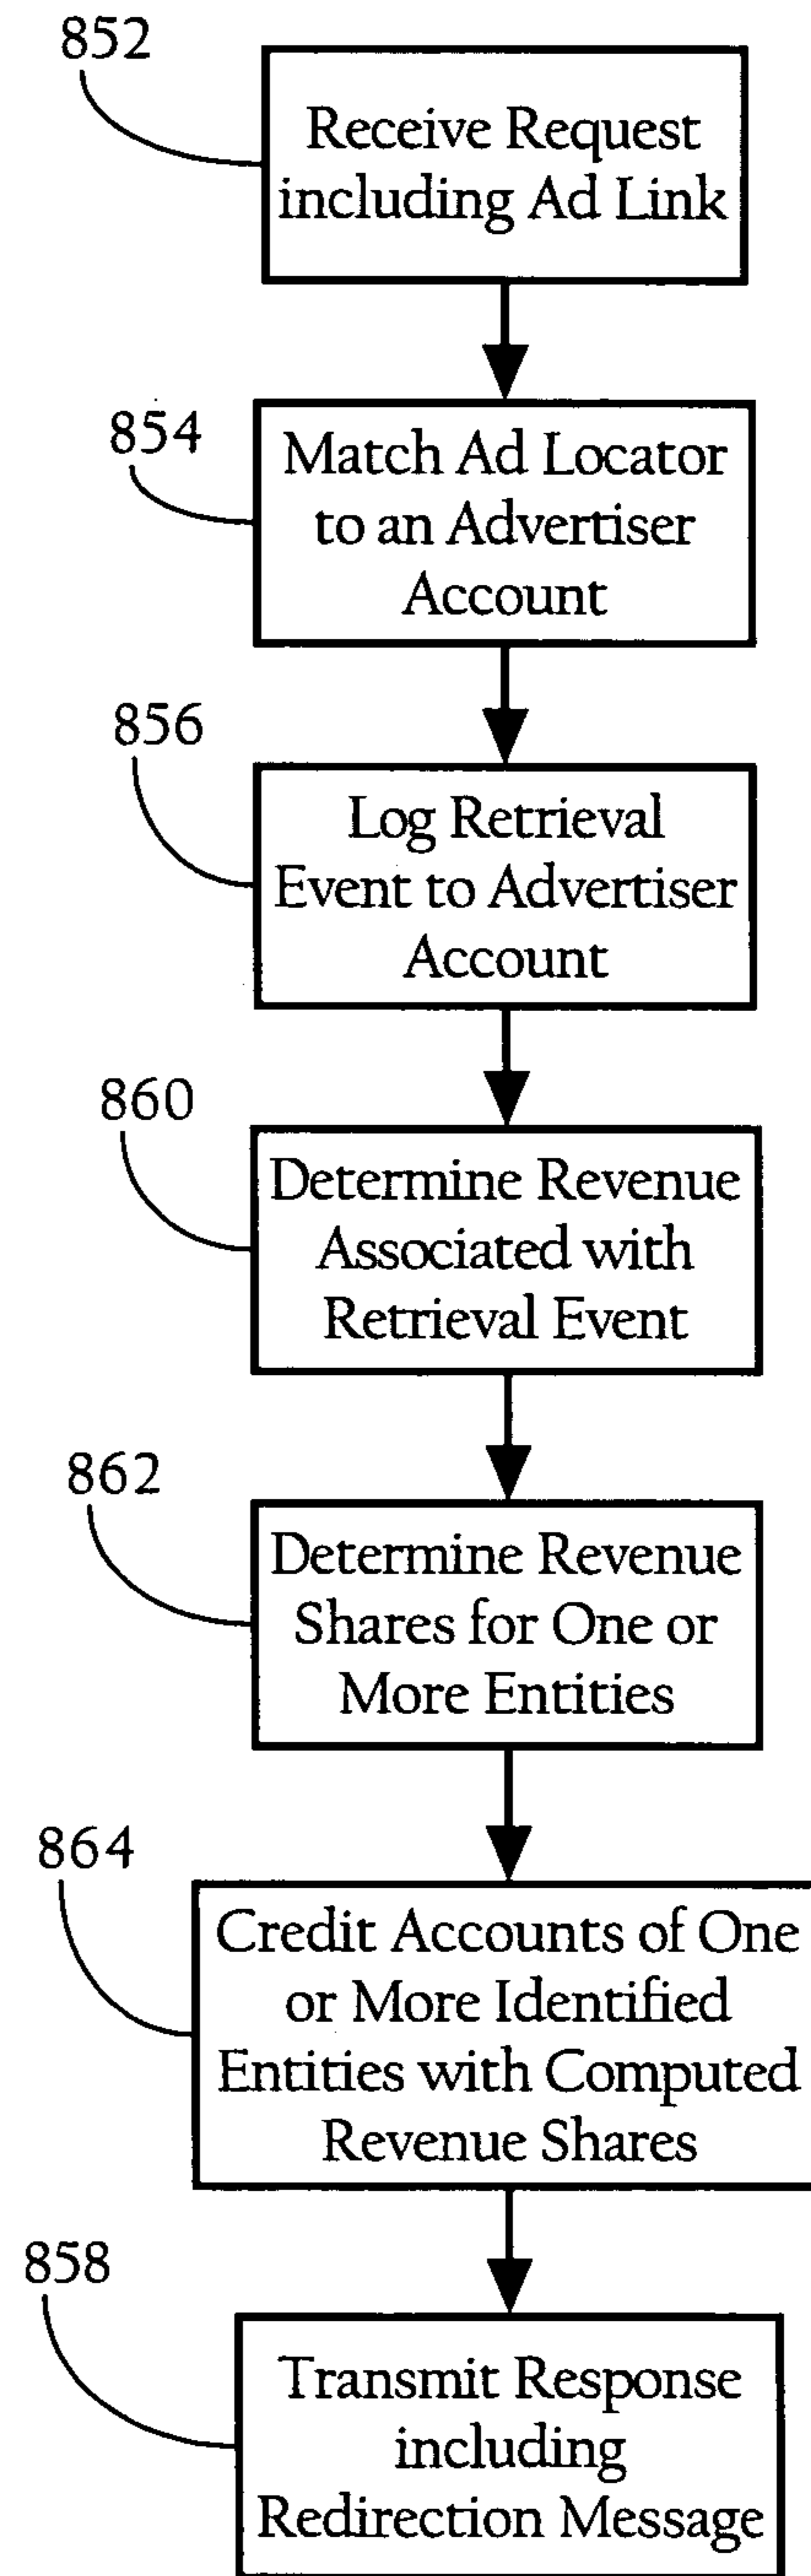 852
Receive Request
including Ad Link
854
Match Ad Locator
to an Advertiser
Account
856
Log Retrieval
Event to Advertiser
Account
860
Determine Revenue
Associated with
Retrieval Event
862
Determine Revenue
Shares for One or
More Entities
864
Credit Accounts of One
or More Identified
Entities with Computed
Revenue Shares
858
Transmit Response
including
Redirection Message